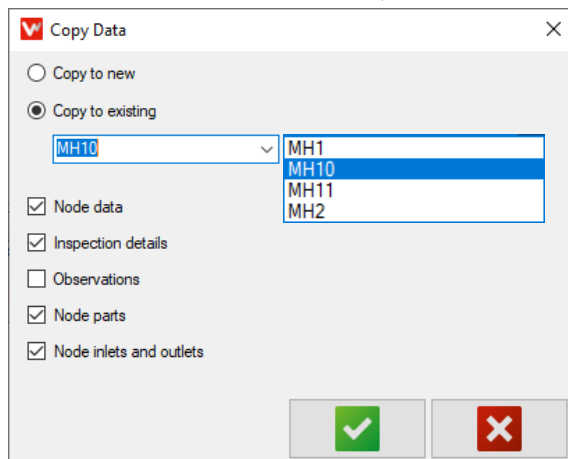 Copy Data
Copy to new
Copy to existing
MH10
MH1
MH10
MH11
MH2
Node data
Inspection details
Observations
Node parts
Node inlets and outlets